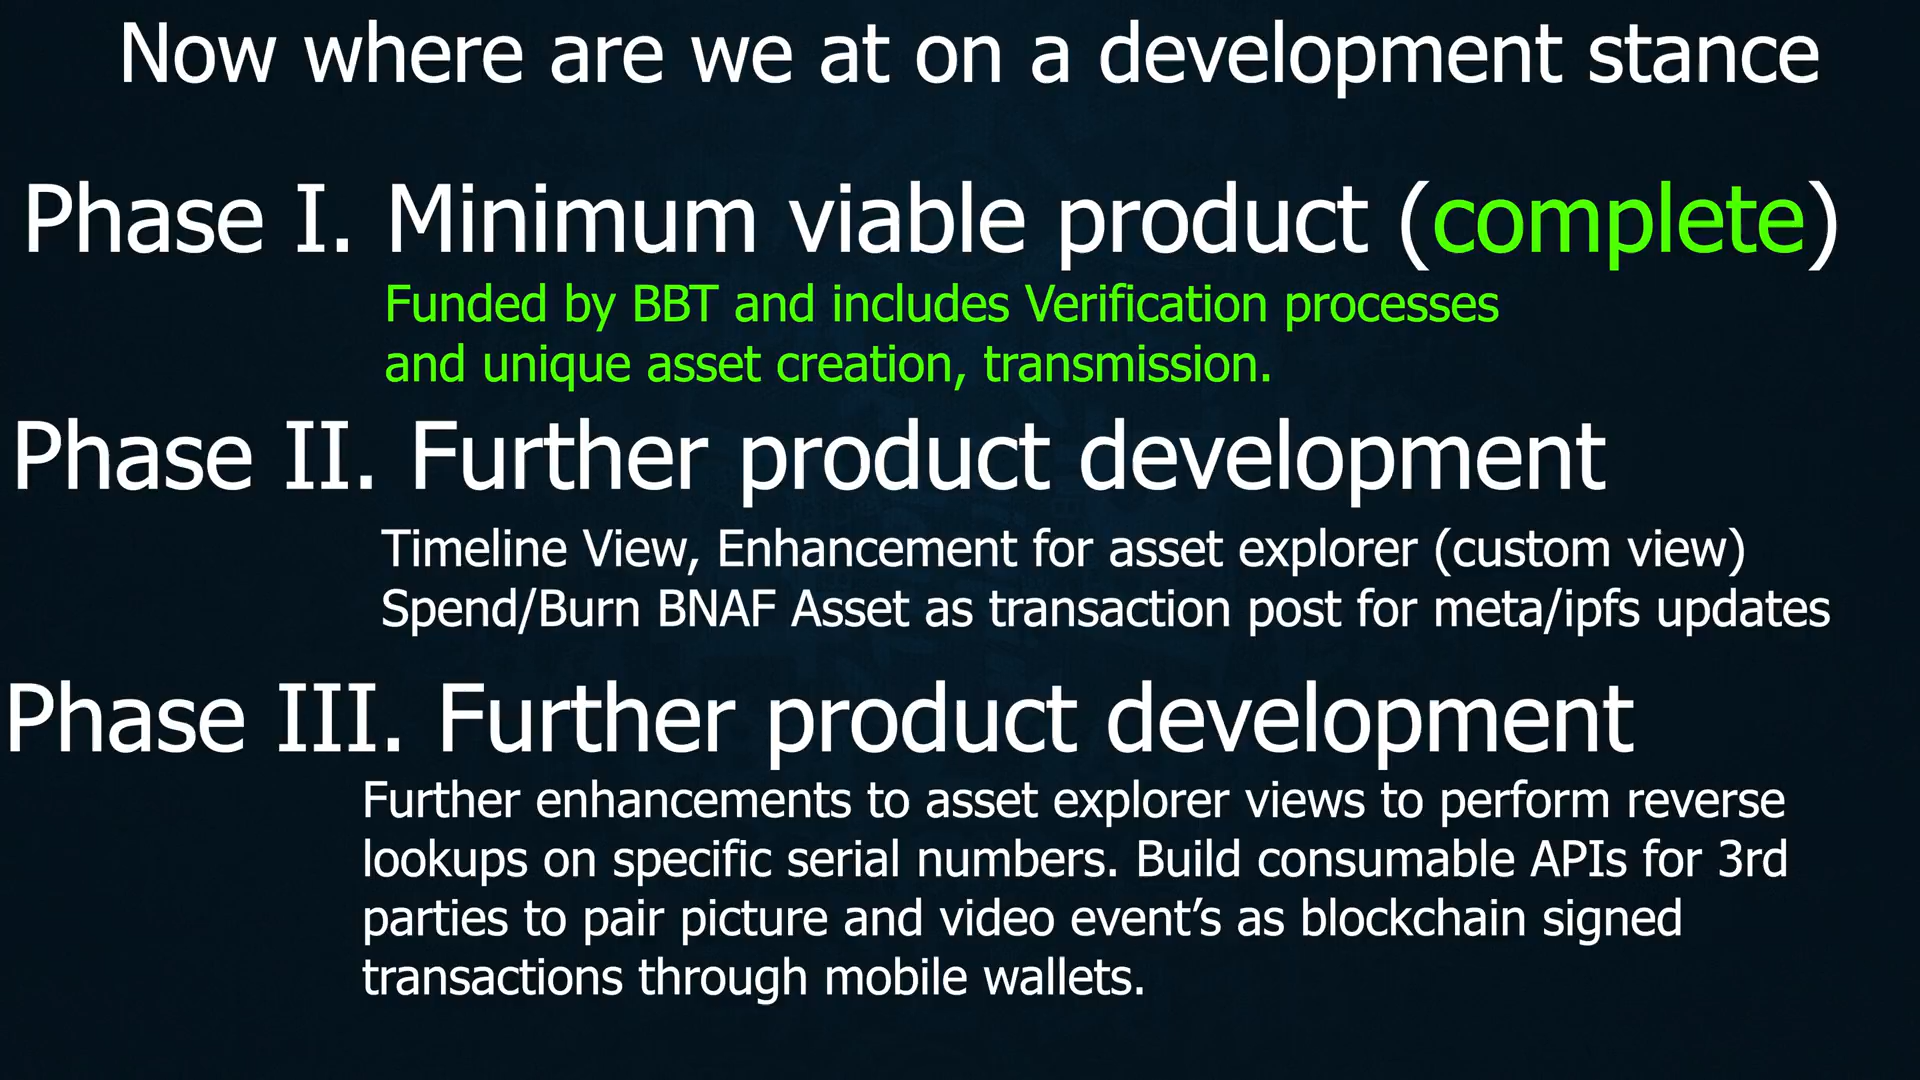 Now where are we at on a development stance
Phase I. Minimum viable product (complete)
Funded by BBT and includes Verification processes
and unique asset creation, transmission.
Phase II. Further product development
Timeline View, Enhancement for asset explorer (custom view)
Spend/Burn BNAF Asset as transaction post for meta/ipfs updates
Phase III. Further product development
Further enhancements to asset explorer views to perform reverse
lookups on specific serial numbers. Build consumable APIs for 3rd
parties to pair picture and video event’s as blockchain signed
transactions through mobile wallets.